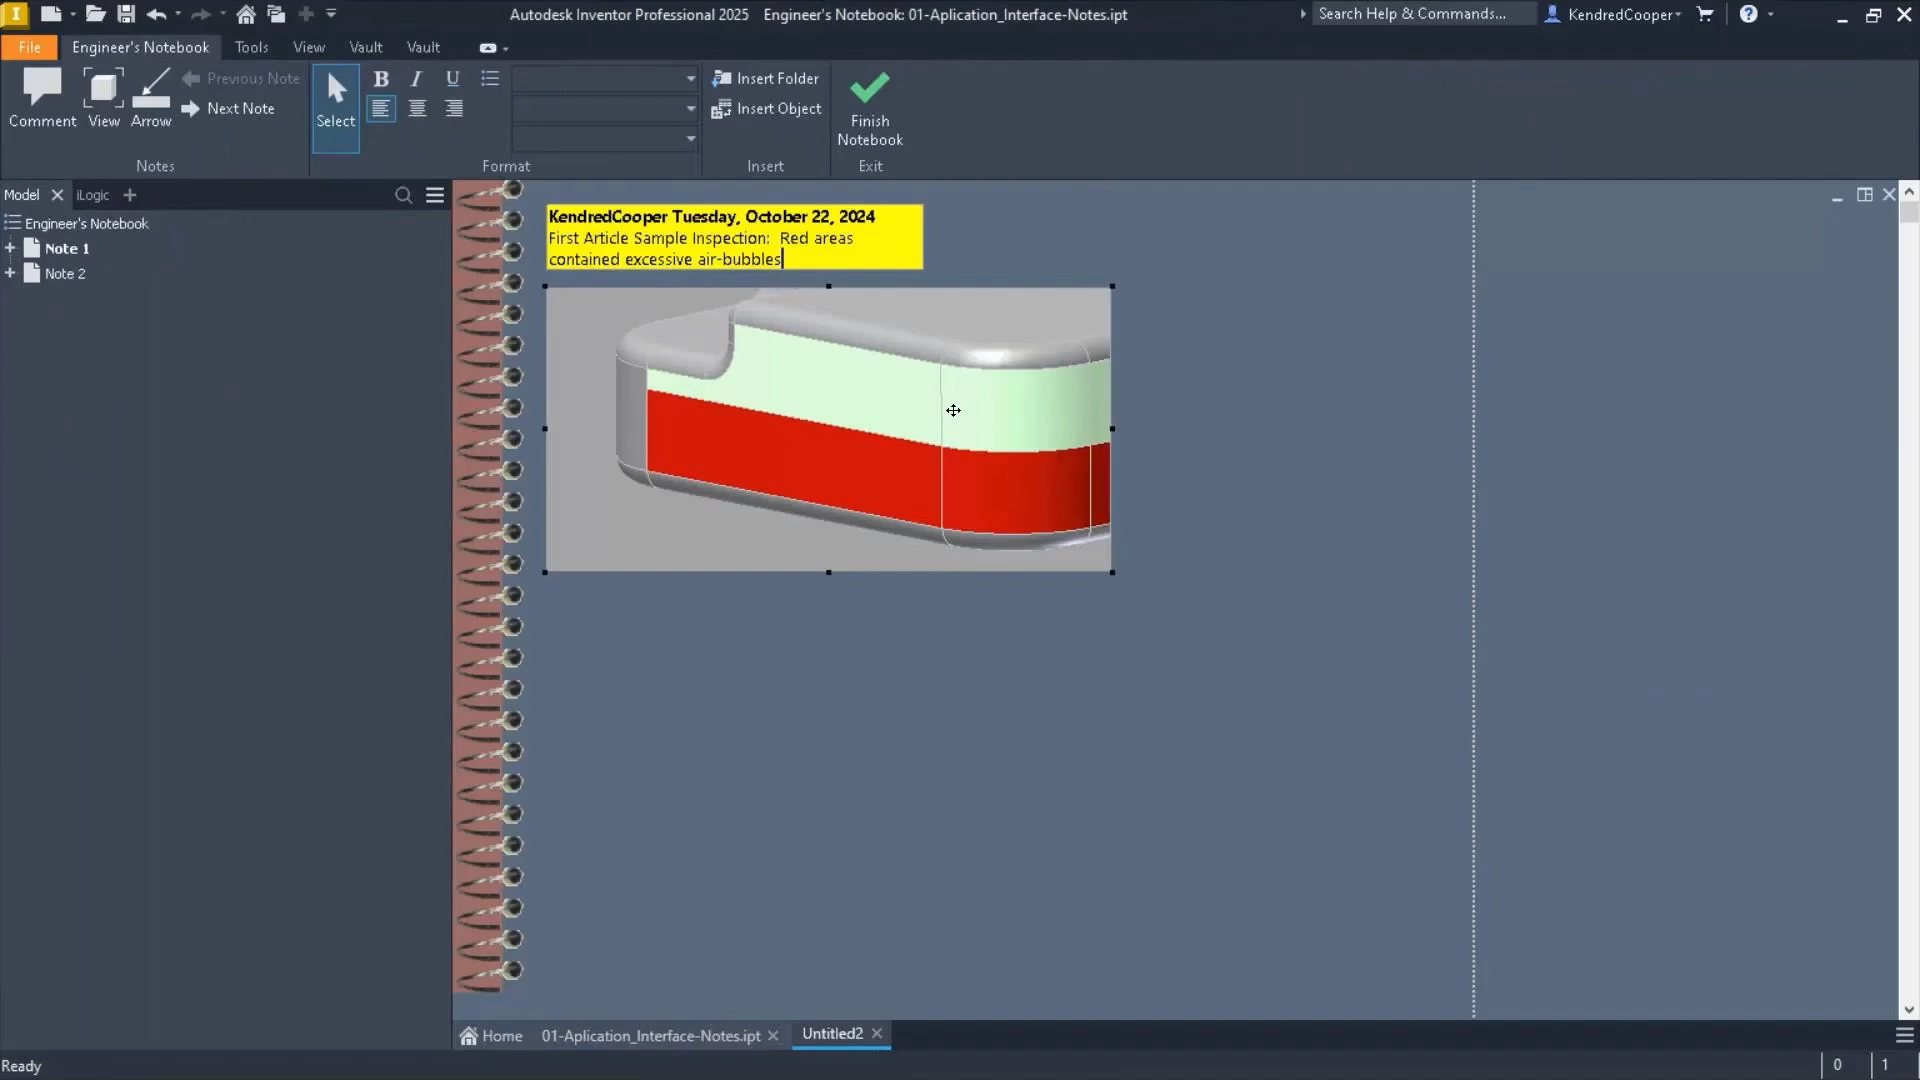 Autodesk Inventor Professional 2025 Engineer's Notebook: 01-Aplication_Interface-Notes.ipt
Search Help & Commands...
KendredCooper
File
Engineer's Notebook
Tools
View
Vault
Vault
Comment
View
Arrow
Previous Note
Next Note
Notes
Select
B I U
Format
Insert Folder
Insert Object
Insert
Finish
Notebook
Exit
Model
iLogic
Engineer's Notebook
Note 1
Note 2
KendredCooper Tuesday, October 22, 2024
First Article Sample Inspection: Red areas
contained excessive air-bubbles
Home
01-Aplication_Interface-Notes.ipt
Untitled2
Ready
0
1